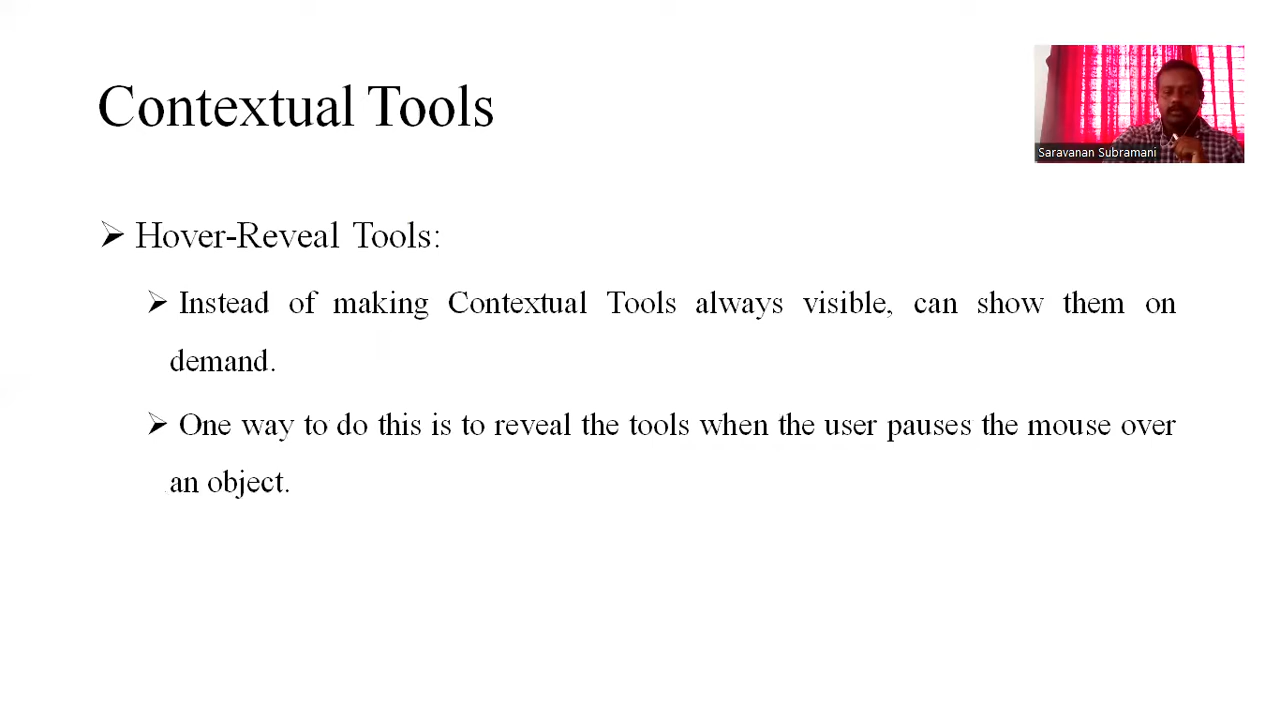 Contextual Tools
Saravanan Subramani
➢ Hover-Reveal Tools:
➢ Instead of making Contextual Tools always visible, can show them on
demand.
➢ One way to do this is to reveal the tools when the user pauses the mouse over
an object.